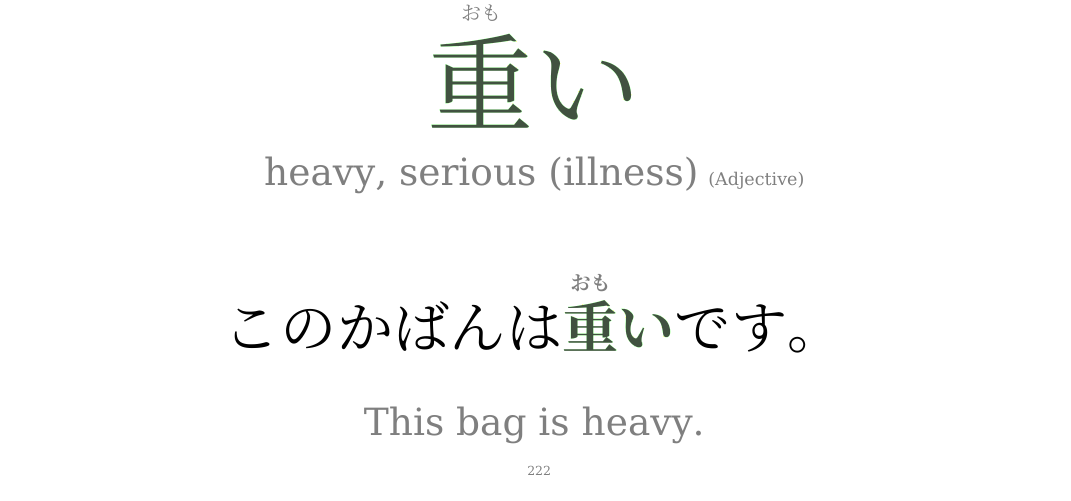 おも
重い
heavy, serious (illness) (Adjective)
おも
このかばんは重いです。
This bag is heavy.
222